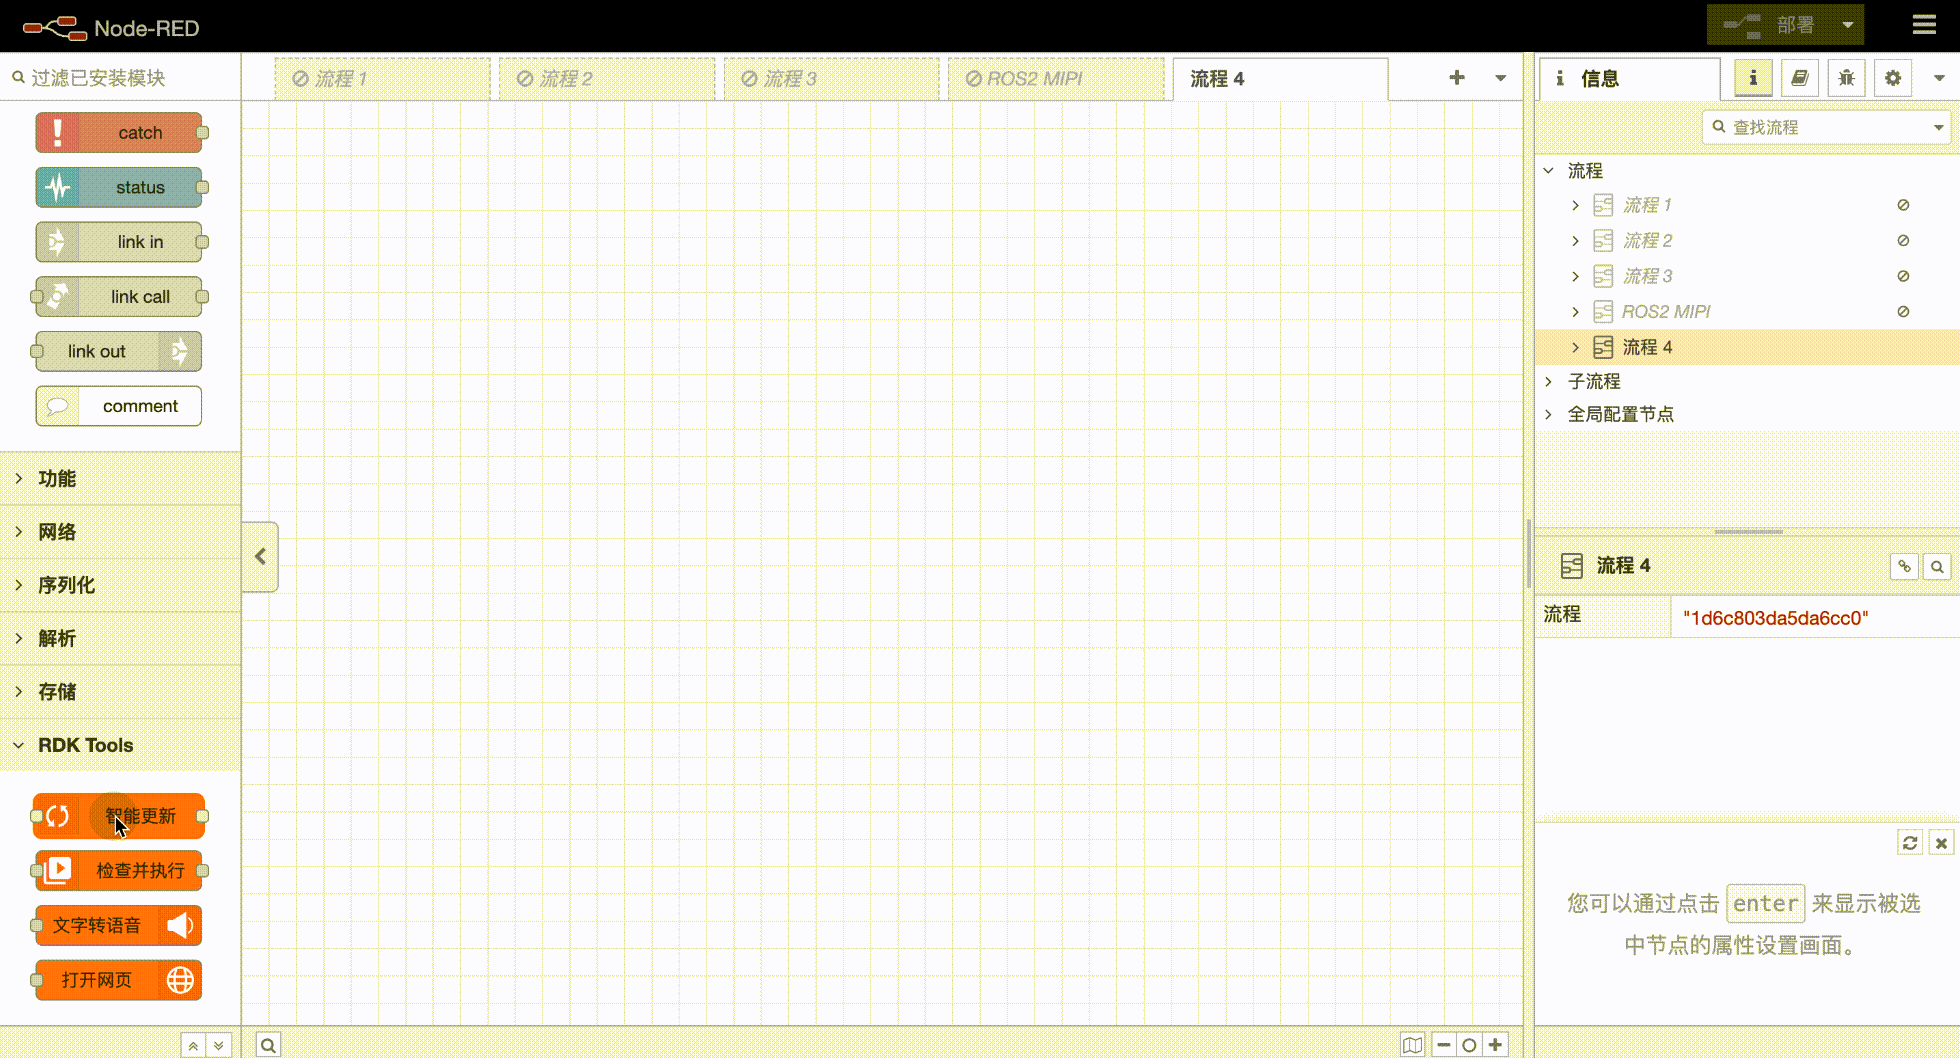 Node-RED
部署
过滤已安装模块
流程 1
流程 2
流程 3
ROS2 MIPI
流程 4
信息
查找流程
catch
status
link in
link call
link out
comment
功能
网络
序列化
解析
存储
RDK Tools
智能更新
检查并执行
文字转语音
打开网页
流程
流程 1
流程 2
流程 3
ROS2 MIPI
流程 4
子流程
全局配置节点
流程 4
流程
"1d6c803da5da6cc0"
您可以通过点击 enter 来显示被选
中节点的属性设置画面。